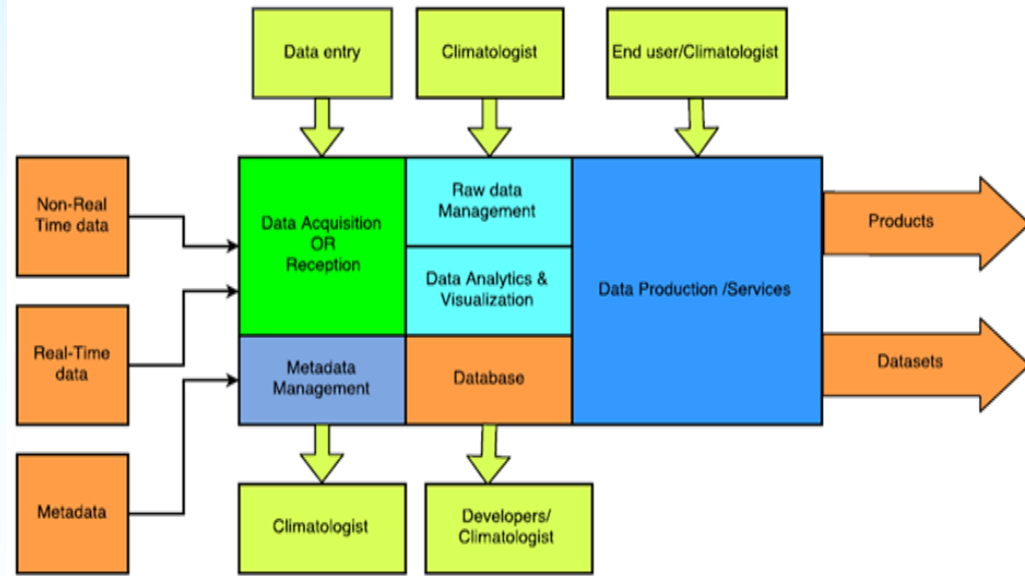 Data entry
Climatologist
End user/Climatologist
Non-Real
Time data
Real-Time
data
Metadata
Data Acquisition
OR
Reception
Metadata
Management
Raw data
Management
Data Analytics &
Visualization
Database
Data Production /Services
Products
Datasets
Climatologist
Developers/
Climatologist